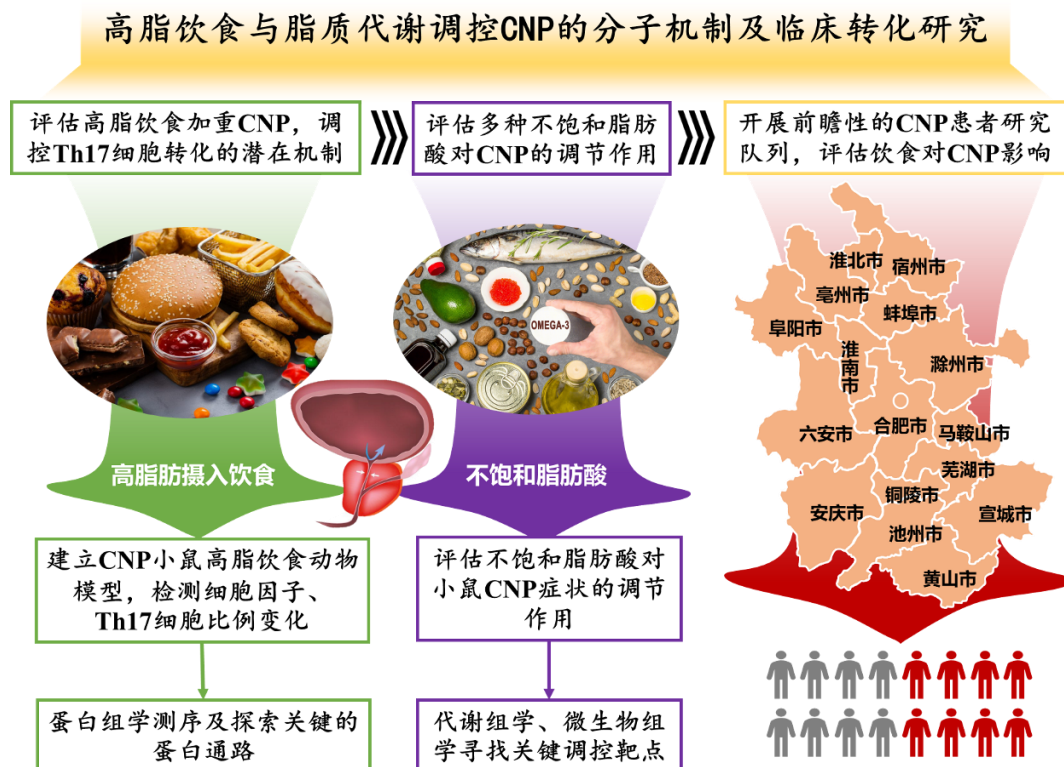 高脂饮食与脂质代谢调控CNP的分子机制及临床转化研究
评估高脂饮食加重CNP，调
控Th17细胞转化的潜在机制
评估多种不饱和脂肪
酸对CNP的调节作用
开展前瞻性的CNP患者研究
队列，评估饮食对CNP影响
OMEGA-3
高脂肪摄入饮食
不饱和脂肪酸
建立CNP小鼠高脂饮食动物
模型，检测细胞因子、
Th17细胞比例变化
评估不饱和脂肪酸对
小鼠CNP症状的调节
作用
蛋白组学测序及探索关键的
蛋白通路
代谢组学、微生物组
学寻找关键调控靶点
淮北市
宿州市
亳州市
蚌埠市
阜阳市
淮南市
滁州市
六安市
合肥市
马鞍山市
芜湖市
铜陵市
安庆市
宣城市
池州市
黄山市